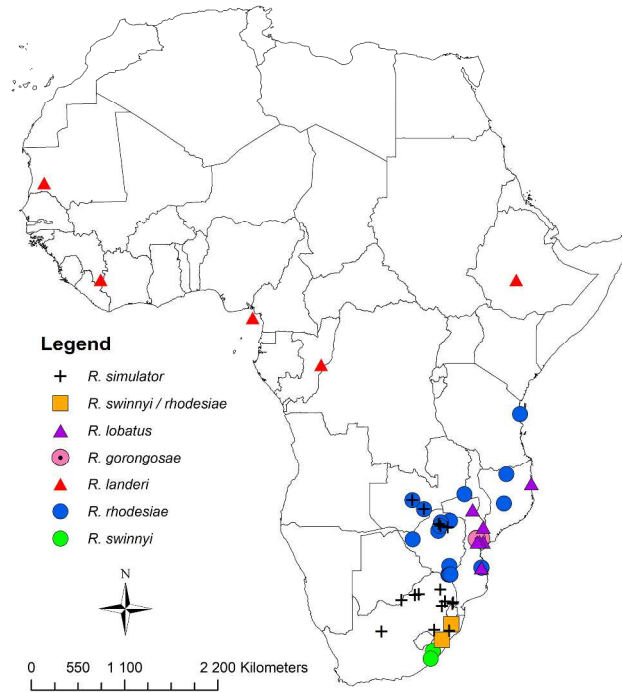 Legend
R. simulator
R. swinnyi / rhodesiae
R. lobatus
R. gorongosae
R. landeri
R. rhodesiae
R. swinnyi
N
0 550 1 100 2 200 Kilometers